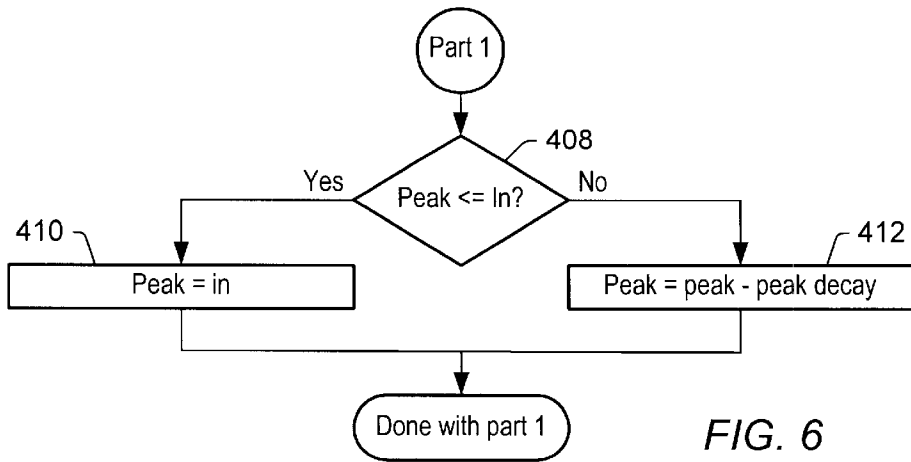 Part 1
408
Peak <= In?
Yes
No
410
Peak = in
412
Peak = peak - peak decay
Done with part 1
FIG. 6